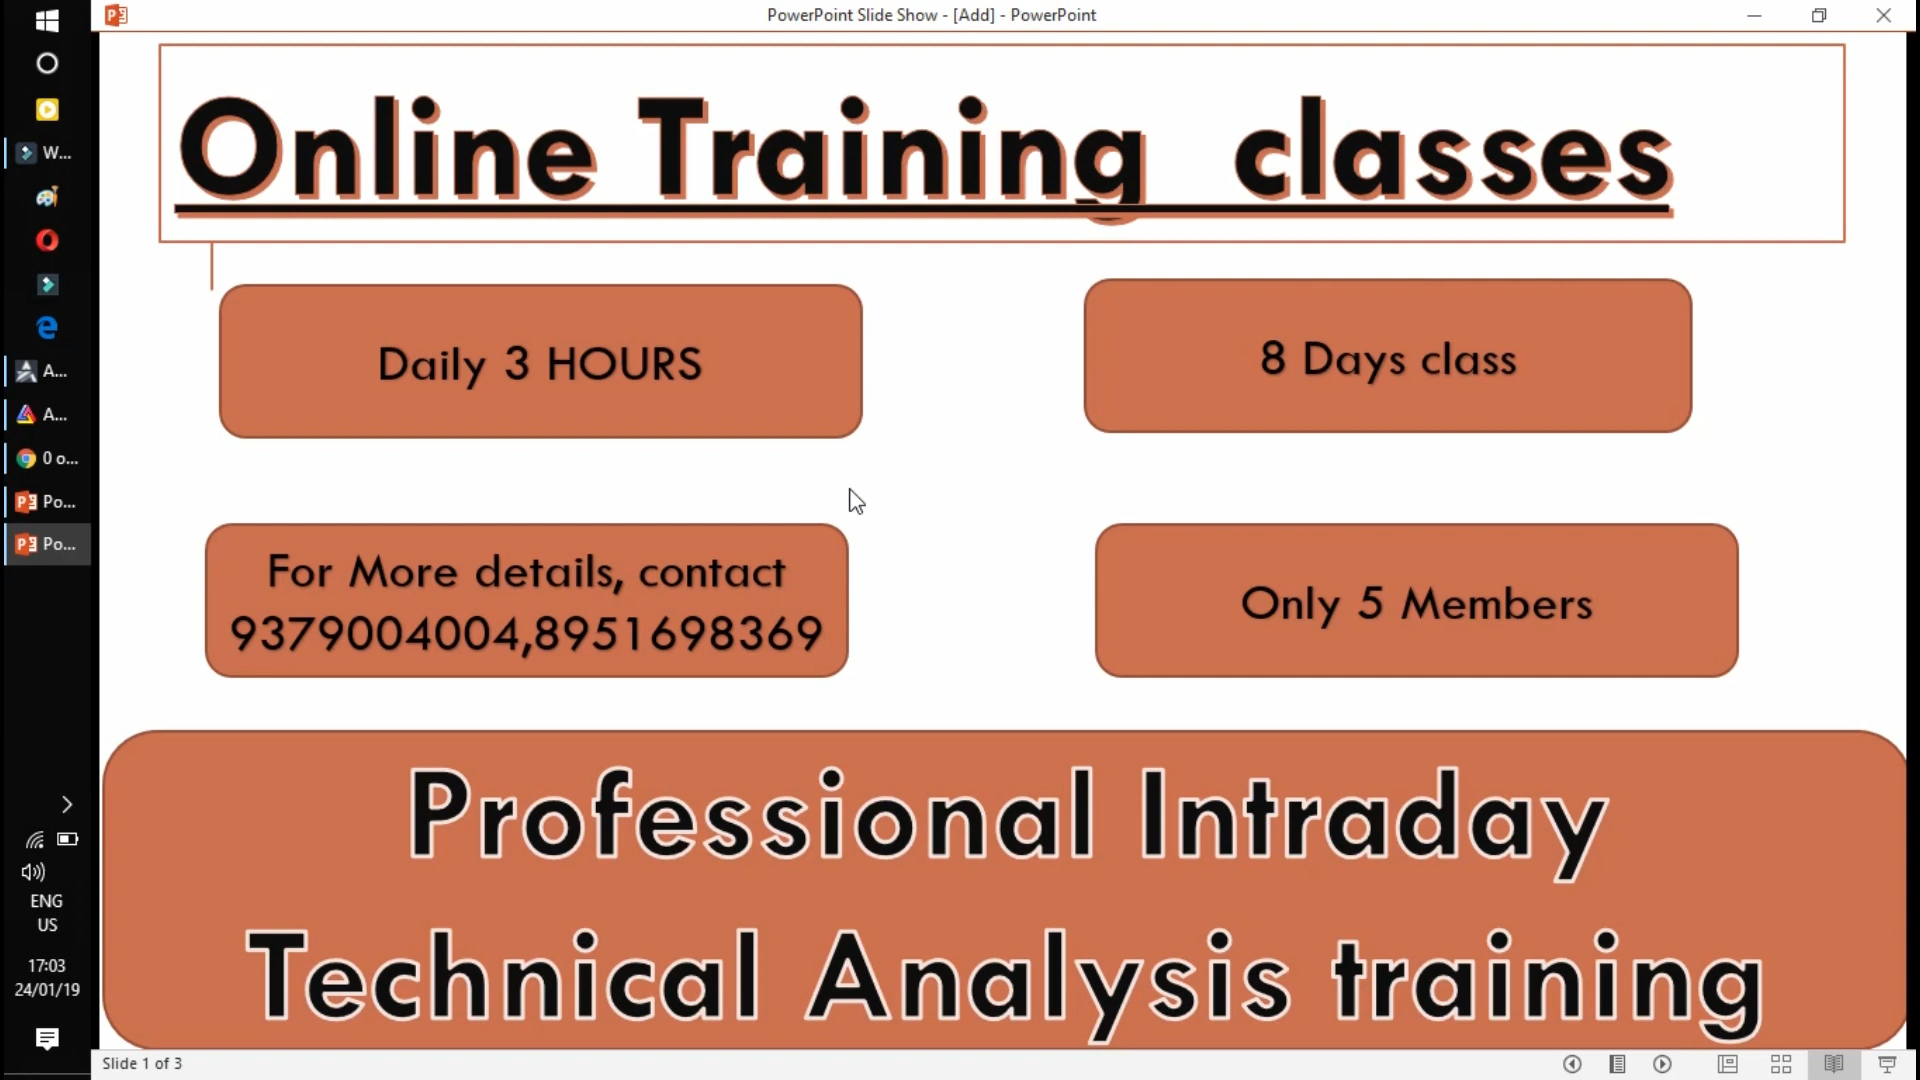 PowerPoint Slide Show - [Add] - PowerPoint
Online Training classes
Daily 3 HOURS
8 Days class
For More details, contact
9379004004,8951698369
Only 5 Members
Professional Intraday
Technical Analysis training
Slide 1 of 3
W...
A...
A...
0 o...
Po...
Po...
ENG
US
17:03
24/01/19